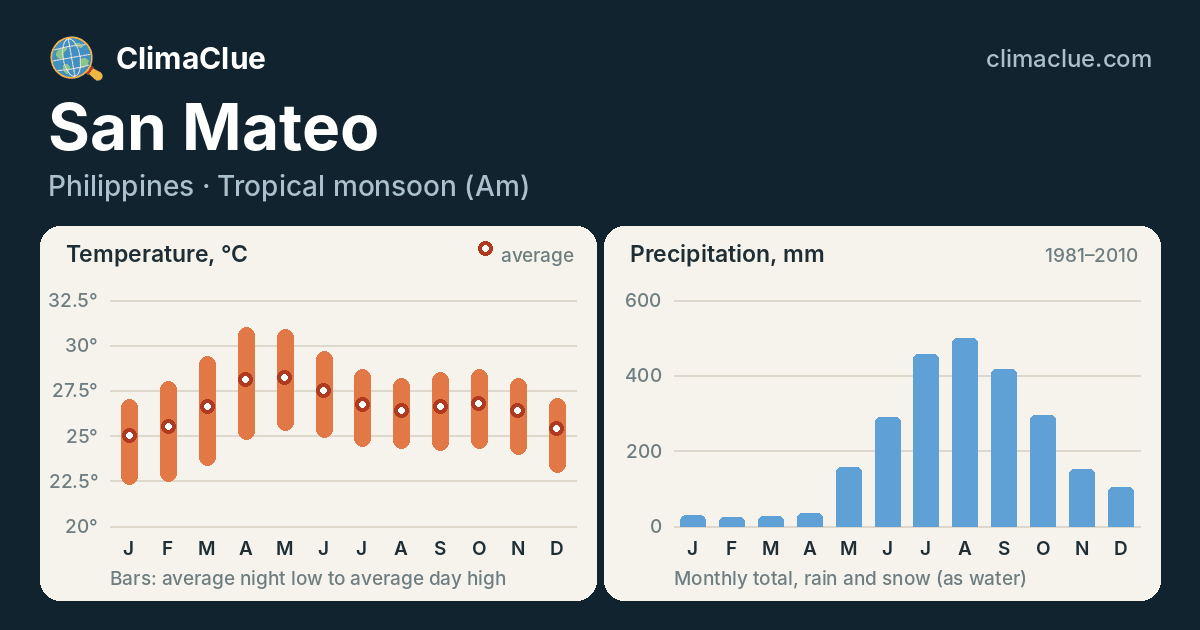 ClimaClue
climaclue.com
San Mateo
Philippines · Tropical monsoon (Am)
Temperature, °C
average
32.5°
30°
27.5°
25°
22.5°
20°
J F M A M J J A S O N D
Bars: average night low to average day high
Precipitation, mm
1981–2010
600
400
200
0
J F M A M J J A S O N D
Monthly total, rain and snow (as water)